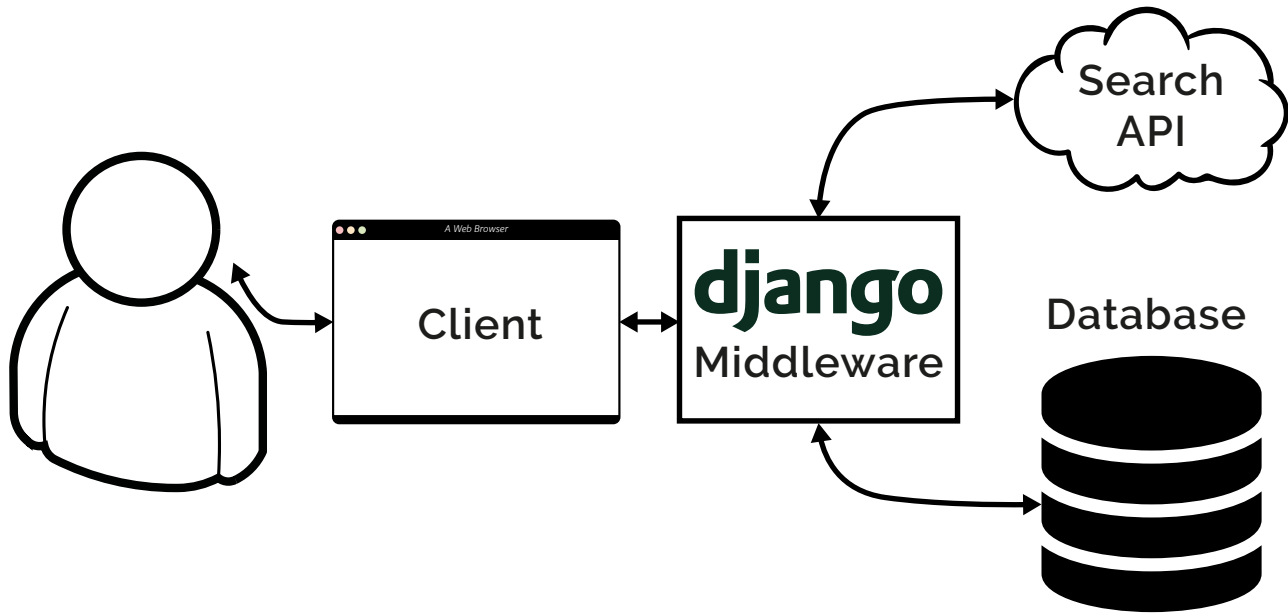 A Web Browser
Client
django
Middleware
Search
API
Database